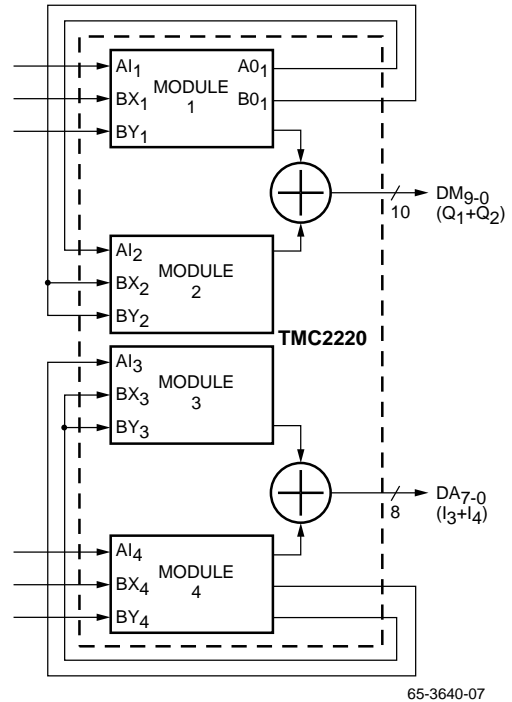 AI1
MODULE
1
A01
BX1
B01
BY1
DM9-0
10
(Q1+Q2)
AI2
MODULE
2
BX2
BY2
TMC2220
AI3
MODULE
3
BX3
BY3
DA7-0
8
(I3+I4)
AI4
MODULE
4
BX4
BY4
65-3640-07